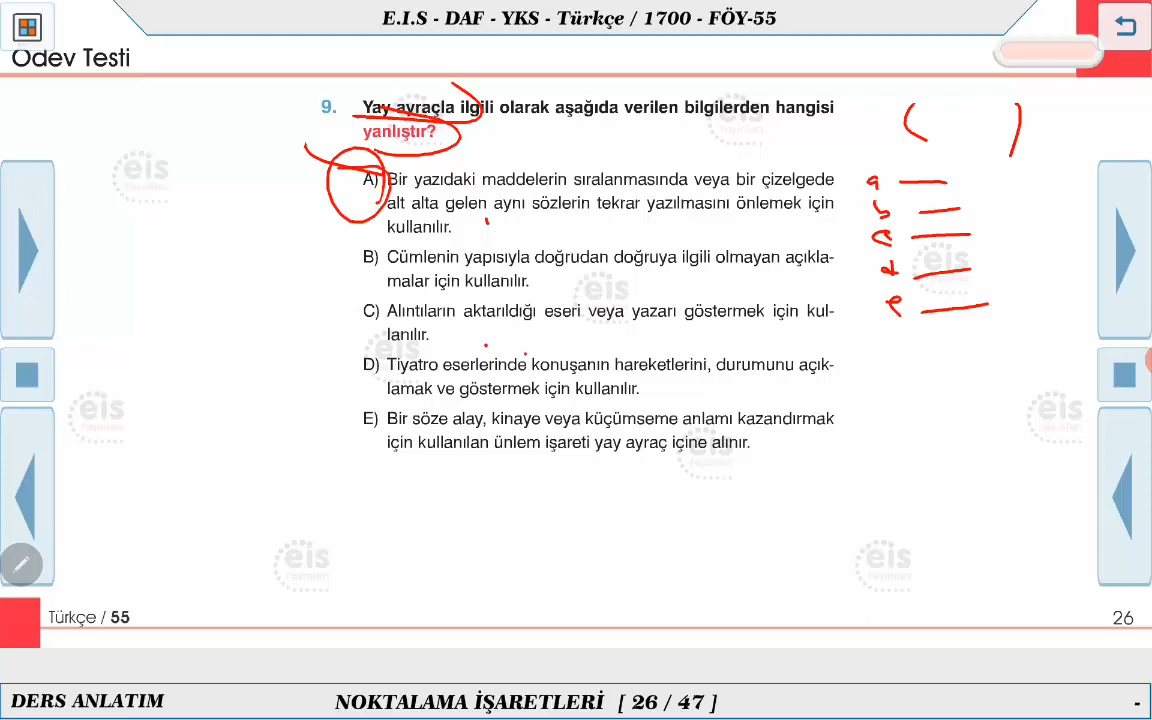 E.I.S - DAF - YKS - Türkçe / 1700 - FÖY-55
Ödev Testi
9. Yay ayraçla ilgili olarak aşağıda verilen bilgilerden hangisi
yanlıştır?
A) Bir yazıdaki maddelerin sıralanmasında veya bir çizelgede
alt alta gelen aynı sözlerin tekrar yazılmasını önlemek için
kullanılır.
B) Cümlenin yapısıyla doğrudan doğruya ilgili olmayan açıkla-
malar için kullanılır.
C) Alıntıların aktarıldığı eseri veya yazarı göstermek için kul-
lanılır.
D) Tiyatro eserlerinde konuşanın hareketlerini, durumunu açık-
lamak ve göstermek için kullanılır.
E) Bir söze alay, kinaye veya küçümseme anlamı kazandırmak
için kullanılan ünlem işareti yay ayraç içine alınır.
( )
a
b
d
e
eis
Yayınları
Türkçe / 55
26
DERS ANLATIM
NOKTALAMA İŞARETLERİ [ 26 / 47 ]
-